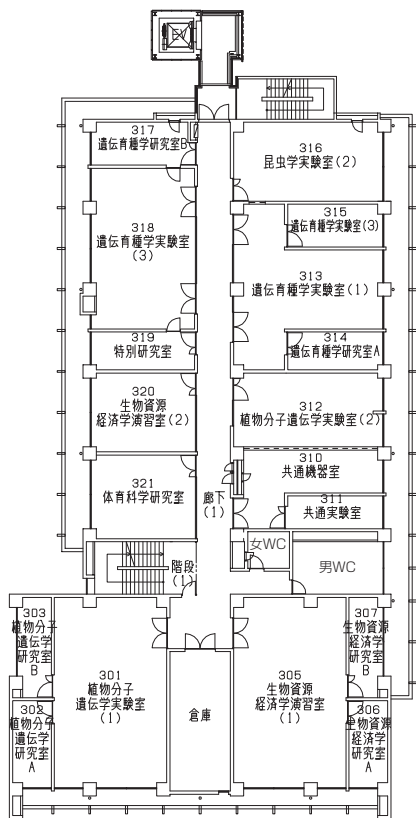 EV
317
遺伝育種学研究室B
316
昆虫学実験室(2)
318
遺伝育種学実験室
(3)
315
遺伝育種学実験室(3)
313
遺伝育種学実験室(1)
319
特別研究室
314
遺伝育種学研究室A
320
生物資源
経済学演習室(2)
312
植物分子遺伝学実験室(2)
310
共通機器室
321
体育科学研究室
廊下
(1)
311
共通実験室
階段
(1)
女WC
男WC
303
植物分子
遺伝学
研究室
B
301
植物分子
遺伝学実験室
(1)
302
植物分子
遺伝学
研究室
A
倉庫
305
生物資源
経済学演習室
(1)
307
生物資源
経済学
研究室
B
306
生物資源
経済学
研究室
A